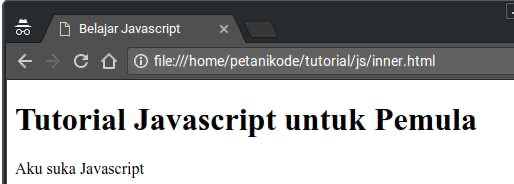 Belajar Javascript
file:///home/petanikode/tutorial/js/inner.html
Tutorial Javascript untuk Pemula
Aku suka Javascript